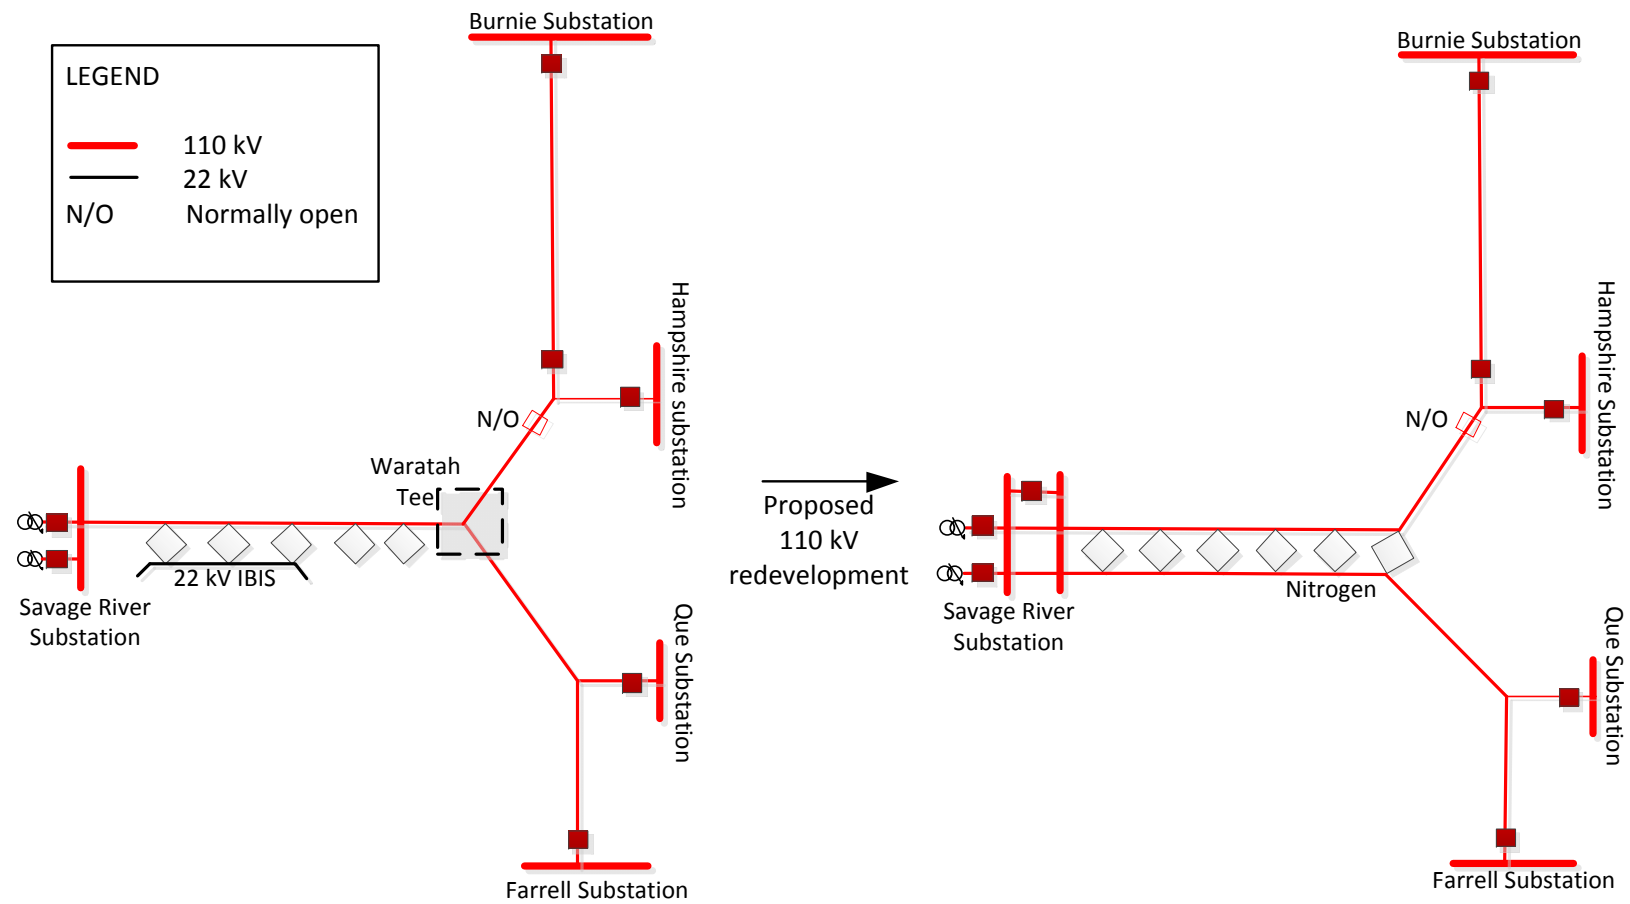 Burnie Substation
LEGEND
110 kV
22 kV
N/O Normally open
Hampshire substation
N/O
Waratah
Tee
22 kV IBIS
Savage River
Substation
Que Substation
Farrell Substation
Proposed
110 kV
redevelopment
Burnie Substation
Hampshire Substation
N/O
Nitrogen
Savage River
Substation
Que Substation
Farrell Substation